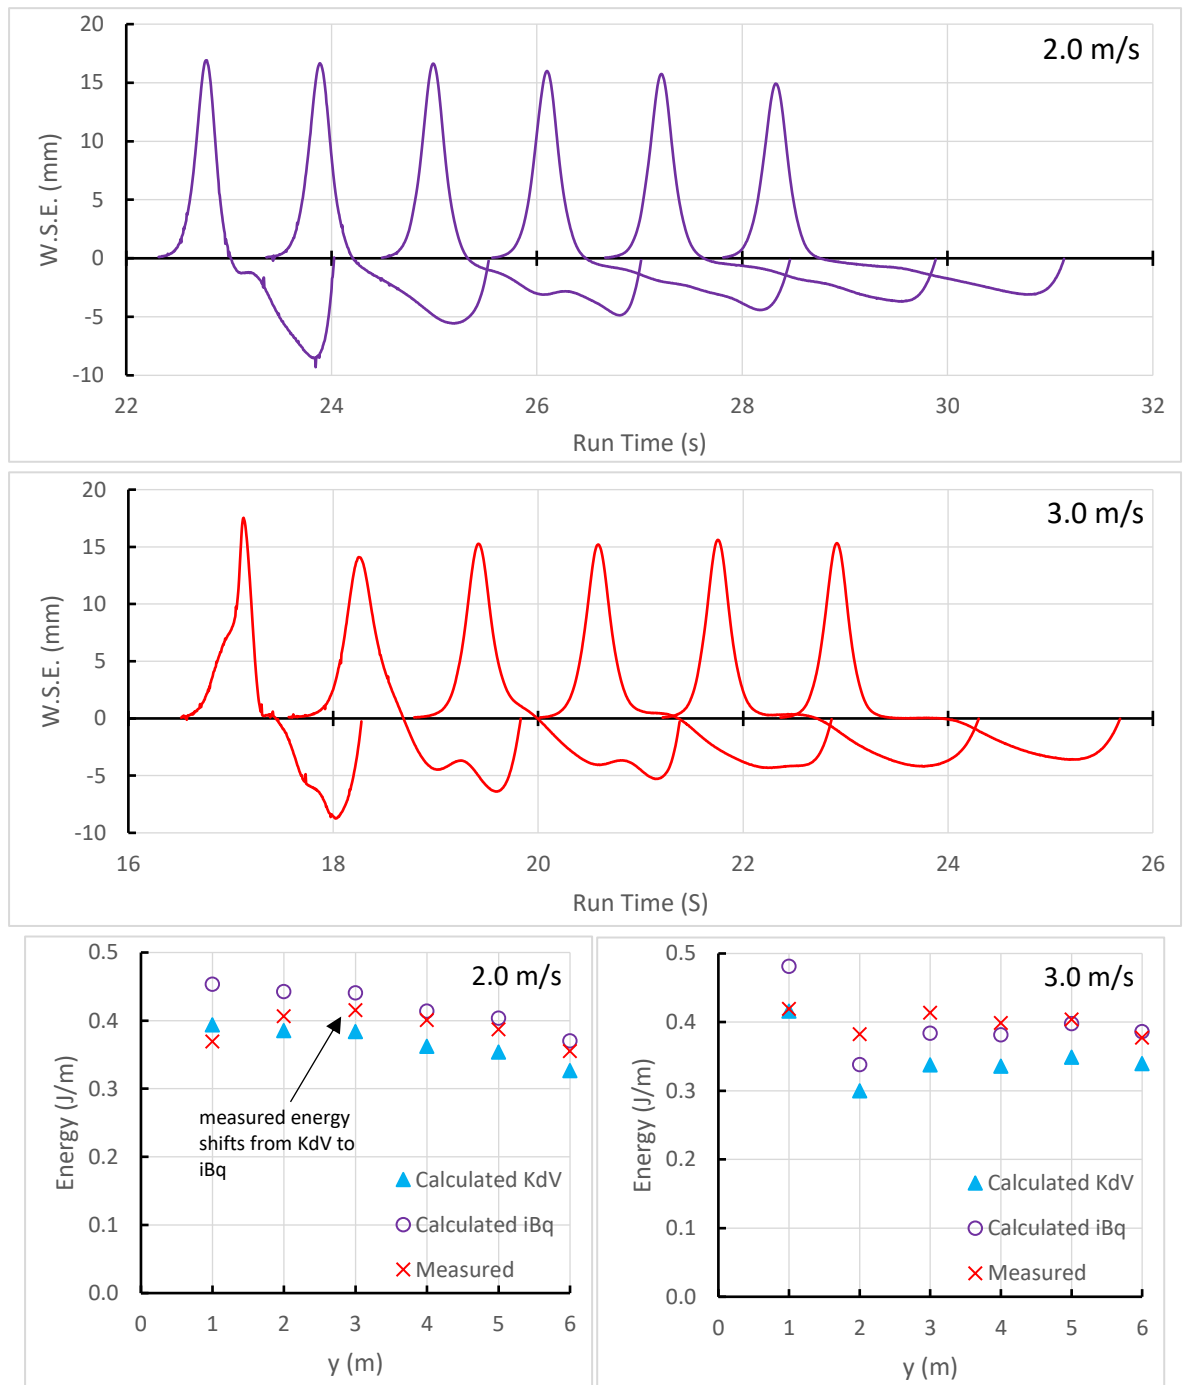 2.0 m/s
W.S.E. (mm)
20
15
10
5
0
-5
-10
22 24 26 28 30 32
Run Time (s)
3.0 m/s
W.S.E. (mm)
20
15
10
5
0
-5
-10
16 18 20 22 24 26
Run Time (S)
2.0 m/s
Energy (J/m)
0.5
0.4
0.3
0.2
0.1
0.0
measured energy
shifts from KdV to
iBq
Calculated KdV
Calculated iBq
Measured
0 1 2 3 4 5 6
y (m)
3.0 m/s
Energy (J/m)
0.5
0.4
0.3
0.2
0.1
0.0
Calculated KdV
Calculated iBq
Measured
0 1 2 3 4 5 6
y (m)